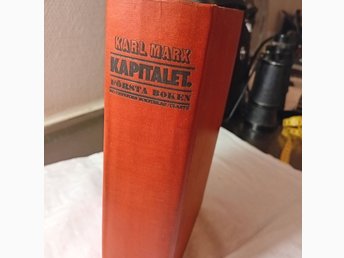 KARL MARX
KAPITALET.
FÖRSTA BOKEN